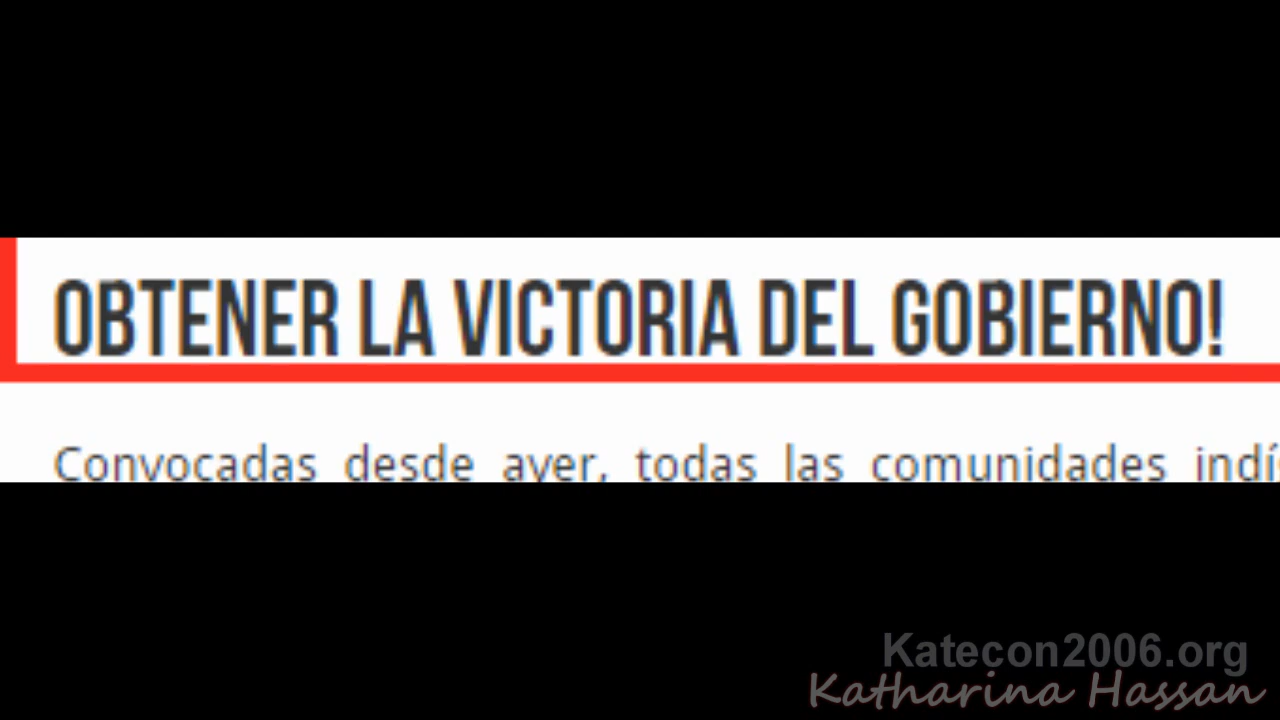 OBTENER LA VICTORIA DEL GOBIERNO!
Convocadas desde ayer, todas las comunidades
Katecon2006.org
Katharina Hassan